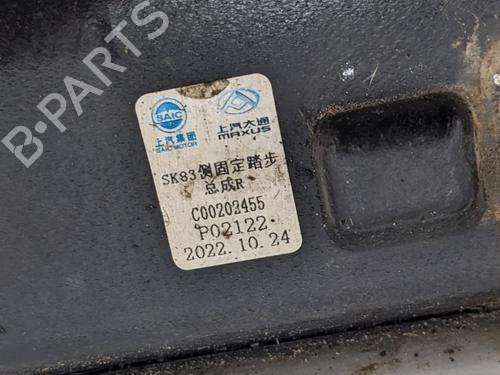 SAIC
上汽集团
SAIC MOTOR
上汽大通
MAXUS
SK83侧固定踏步
总成R
C00202455
P02122
2022.10.24
B-PARTS